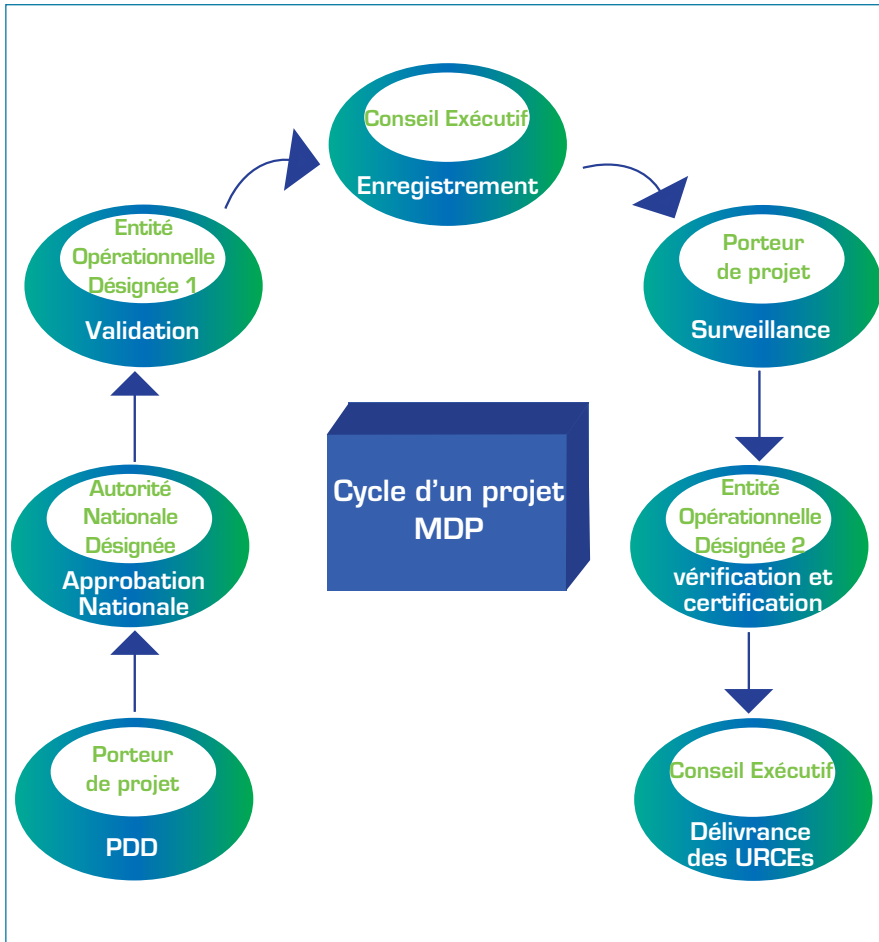 Conseil Exécutif
Enregistrement
Entité
Opérationnelle
Désignée 1
Validation
Porteur
de projet
Surveillance
Cycle d’un projet
MDP
Autorité
Nationale
Désignée
Approbation
Nationale
Entité
Opérationnelle
Désignée 2
vérification et
certification
Porteur
de projet
PDD
Conseil Exécutif
Délivrance
des URCEs